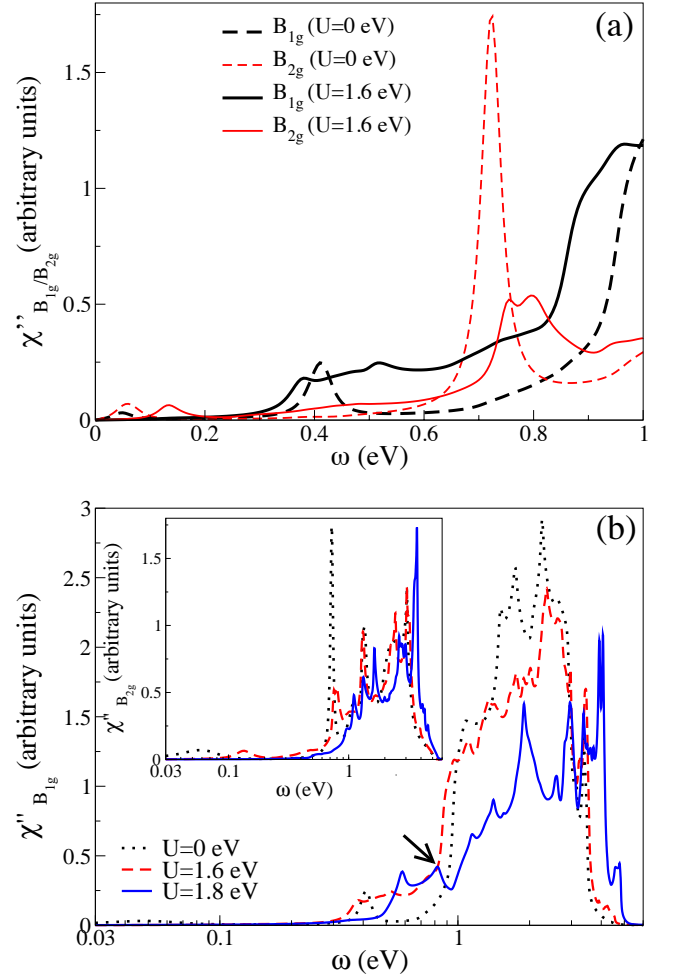 (a)
B1g (U=0 eV)
B2g (U=0 eV)
B1g (U=1.6 eV)
B2g (U=1.6 eV)
χ’’ B1g/B2g (arbitrary units)
1.5
1
0.5
0
0 0.2 0.4 0.6 0.8 1
ω (eV)
(b)
χ" B1g (arbitrary units)
3
2.5
2
1.5
1
0.5
0
χ" B2g (arbitrary units)
1.5
1
0.5
0
0.03 0.1 1
ω (eV)
U=0 eV
U=1.6 eV
U=1.8 eV
0.03 0.1 1
ω (eV)